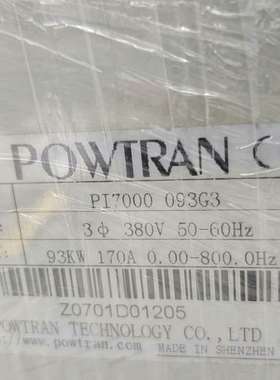 POWTRAN
PI7000 093G3
3ф 380V 50-60Hz
93KW 170A 0.00-800.0Hz
Z0701D01205
POWTRAN TECHNOLOGY CO., LTD
://www.powtran.com MADE IN SHENZHEN